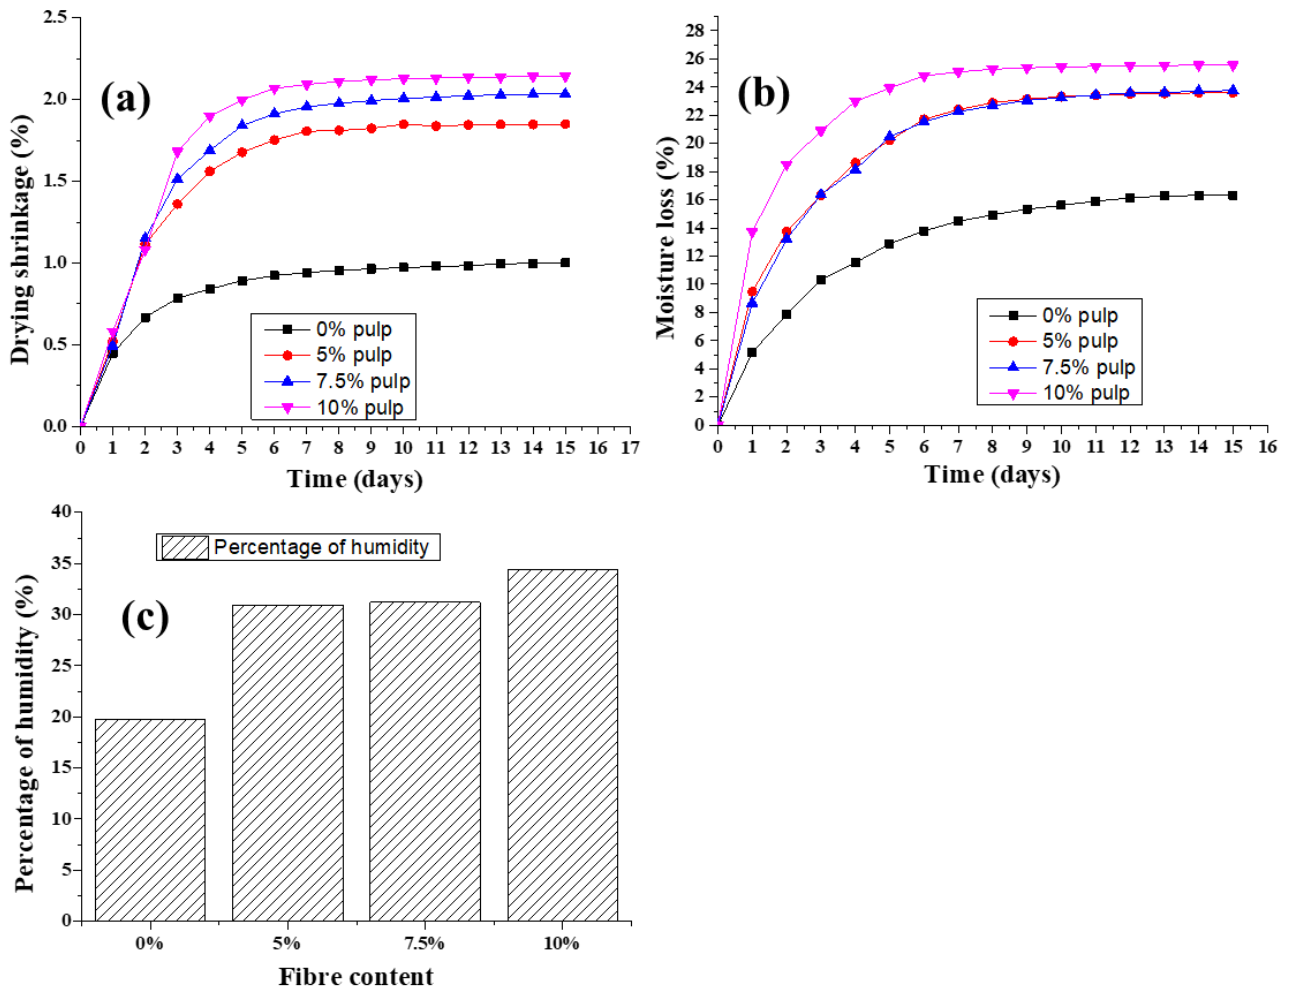 (a)
Drying shrinkage (%)
2.5
2.0
1.5
1.0
0.5
0.0
0 1 2 3 4 5 6 7 8 9 10 11 12 13 14 15 16 17
Time (days)
0% pulp
5% pulp
7.5% pulp
10% pulp
(b)
Moisture loss (%)
28
26
24
22
20
18
16
14
12
10
8
6
4
2
0
0 1 2 3 4 5 6 7 8 9 10 11 12 13 14 15 16
Time (days)
0% pulp
5% pulp
7.5% pulp
10% pulp
(c)
Percentage of humidity (%)
40
35
30
25
20
15
10
5
0
Percentage of humidity
0% 5% 7.5% 10%
Fibre content